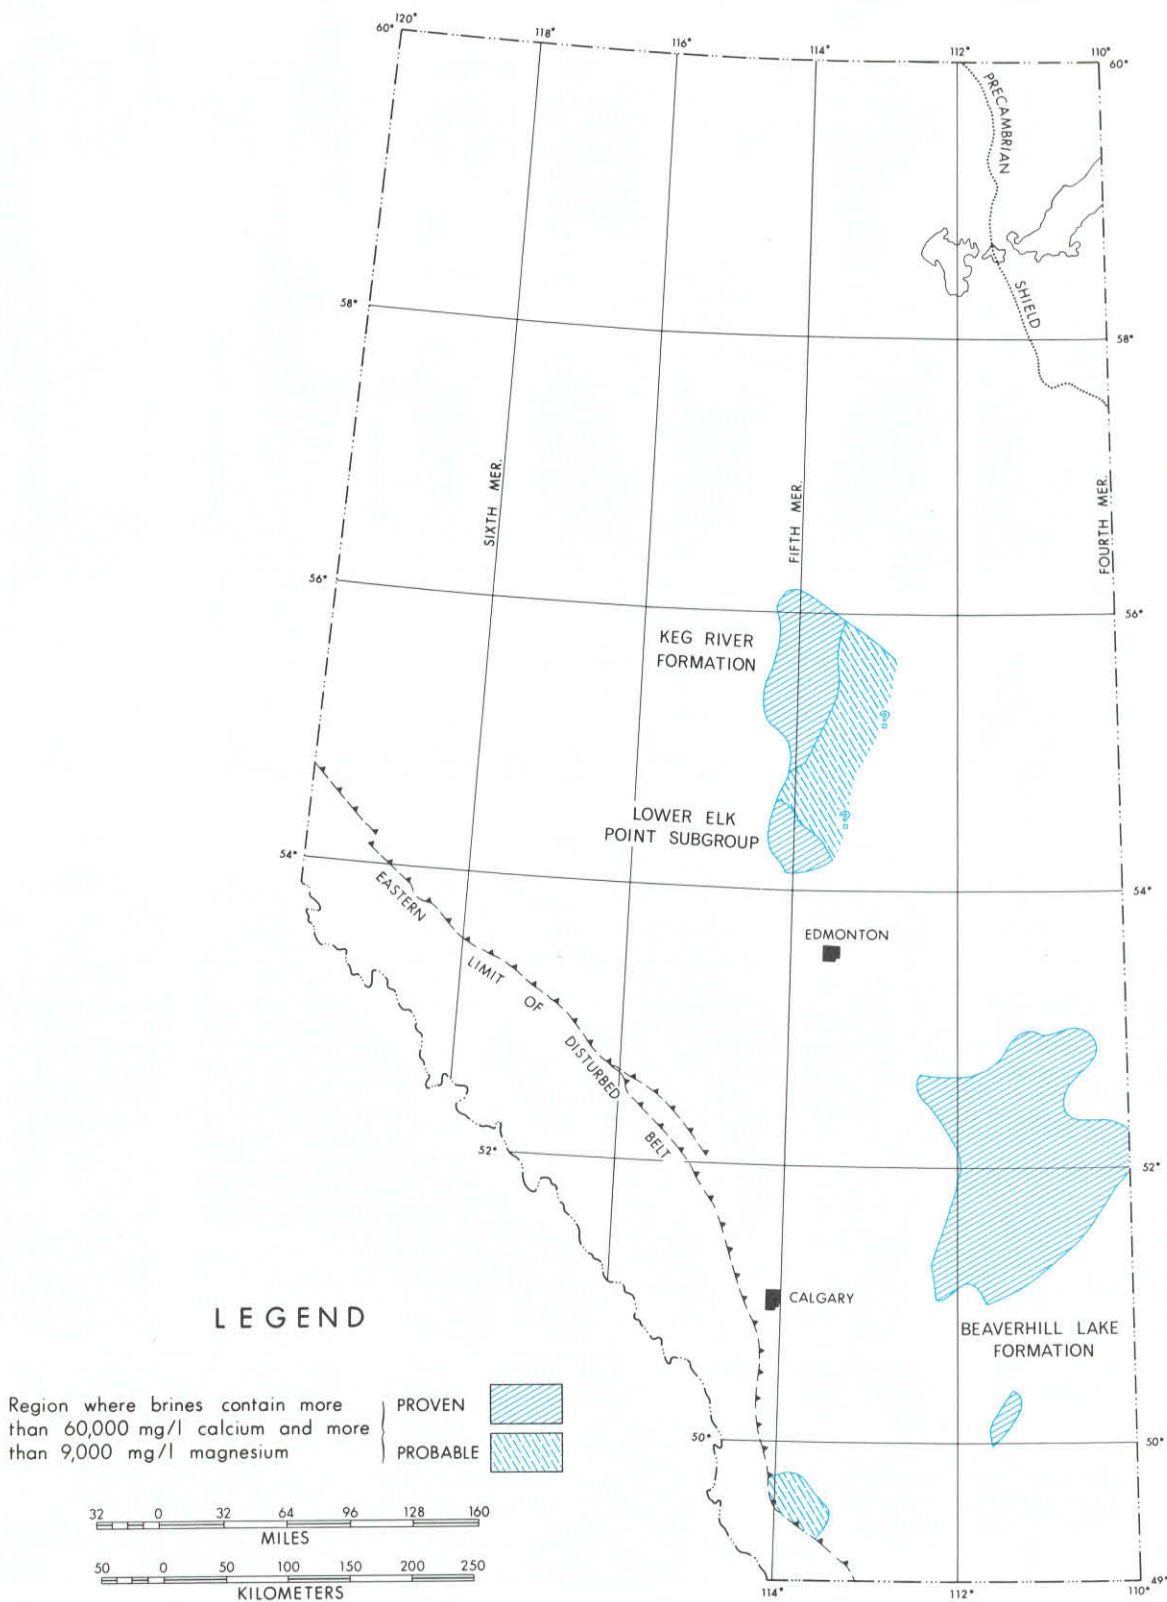 120°
60°
118°
116°
114°
112°
110°
60°
PRECAMBRIAN
SHIELD
58°
58°
SIXTH MER.
FIFTH MER.
FOURTH MER.
56°
56°
KEG RIVER
FORMATION
?
LOWER ELK
POINT SUBGROUP
?
54°
54°
EASTERN
LIMIT OF
DISTURBED
BELT
EDMONTON
52°
52°
CALGARY
BEAVERHILL LAKE
FORMATION
50°
50°
LEGEND
Region where brines contain more
than 60,000 mg/l calcium and more
than 9,000 mg/l magnesium
PROVEN
PROBABLE
32 0 32 64 96 128 160
MILES
50 0 50 100 150 200 250
KILOMETERS
114°
112°
110°
49°